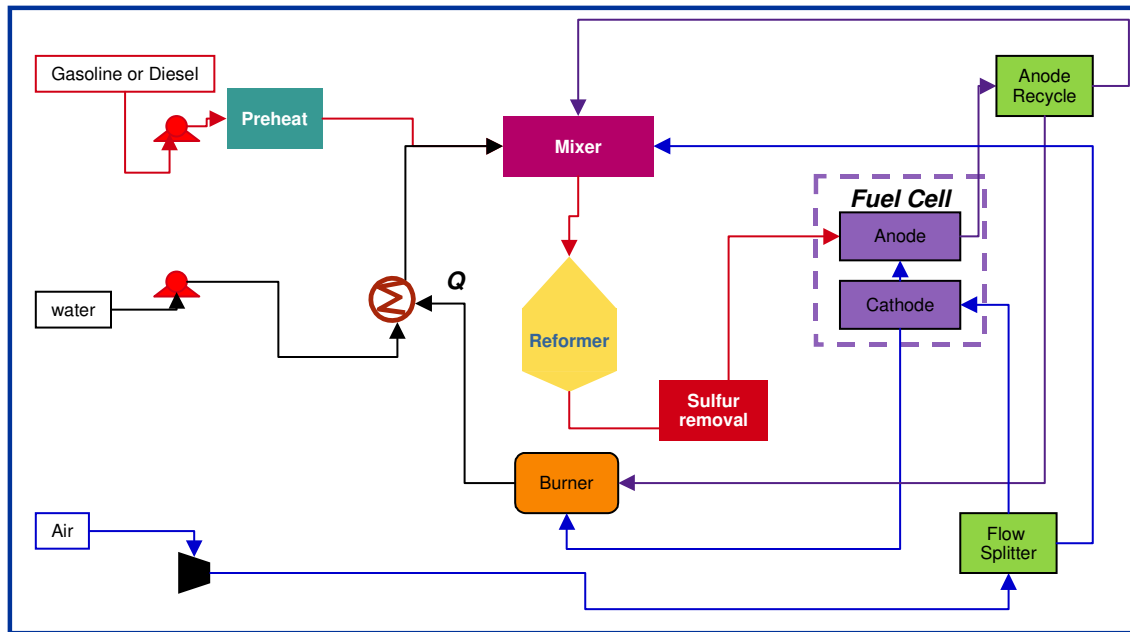 Gasoline or Diesel
Preheat
Anode
Recycle
Mixer
Fuel Cell
Anode
Q
water
Cathode
Reformer
Sulfur
removal
Burner
Air
Flow
Splitter